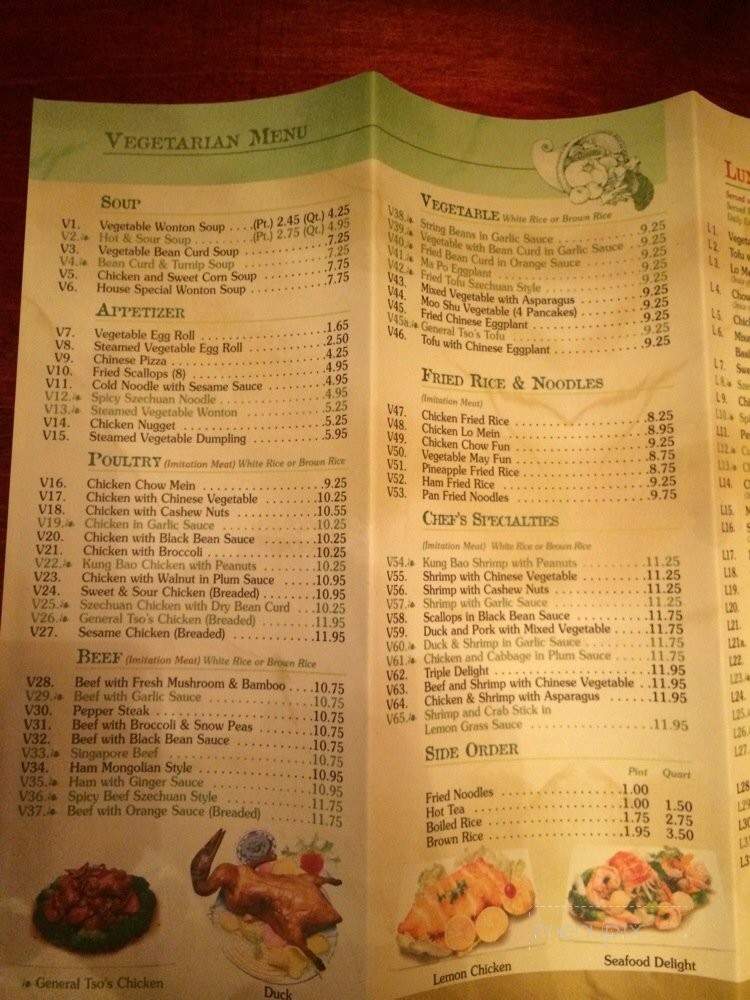 VEGETARIAN MENU
SOUP
V1. Vegetable Wonton Soup ....(Pt.) 2.45 (Qt.) 4.25
V2. Hot & Sour Soup .........(Pt.) 2.75 (Qt.) 4.95
V3. Vegetable Bean Curd Soup .......7.25
V4. Bean Curd & Turnip Soup .......7.25
V5. Chicken and Sweet Corn Soup .......7.75
V6. House Special Wonton Soup .......7.75
APPETIZER
V7. Vegetable Egg Roll .......1.65
V8. Steamed Vegetable Egg Roll .......2.50
V9. Chinese Pizza .......4.25
V10. Fried Scallops (8) .......4.95
V11. Cold Noodle with Sesame Sauce .......4.95
V12. Spicy Szechuan Noodle .......4.95
V13. Steamed Vegetable Wonton .......5.25
V14. Chicken Nugget .......5.25
V15. Steamed Vegetable Dumpling .......5.95
POULTRY (Imitation Meat) White Rice or Brown Rice
V16. Chicken Chow Mein .......9.25
V17. Chicken with Chinese Vegetable .......10.25
V18. Chicken with Cashew Nuts .......10.55
V19. Chicken in Garlic Sauce .......10.25
V20. Chicken with Black Bean Sauce .......10.25
V21. Chicken with Broccoli .......10.25
V22. Kung Bao Chicken with Peanuts .......10.25
V23. Chicken with Walnut in Plum Sauce .......10.95
V24. Sweet & Sour Chicken (Breaded) .......10.95
V25. Szechuan Chicken with Dry Bean Curd .......10.25
V26. General Tso's Chicken (Breaded) .......11.95
V27. Sesame Chicken (Breaded) .......11.95
BEEF (Imitation Meat) White Rice or Brown Rice
V28. Beef with Fresh Mushroom & Bamboo ...10.75
V29. Beef with Garlic Sauce .......10.75
V30. Pepper Steak .......10.75
V31. Beef with Broccoli & Snow Peas .......10.75
V32. Beef with Black Bean Sauce .......10.75
V33. Singapore Beef .......10.75
V34. Ham Mongolian Style .......10.95
V35. Ham with Ginger Sauce .......10.95
V36. Spicy Beef Szechuan Style .......11.75
V37. Beef with Orange Sauce (Breaded) .......11.75
General Tso's Chicken
Duck
VEGETABLE White Rice or Brown Rice
V38. String Beans in Garlic Sauce .......9.25
V39. Vegetable with Bean Curd in Garlic Sauce .9.25
V40. Fried Bean Curd in Orange Sauce .......9.25
V41. Ma Po Eggplant .......9.25
V42. Fried Tofu Szechuan Style .......9.25
V43. Mixed Vegetable with Asparagus .......9.25
V44. Moo Shu Vegetable (4 Pancakes) .......9.25
V45. Fried Chinese Eggplant .......9.25
V45a. General Tso's Tofu .......9.25
V46. Tofu with Chinese Eggplant .......9.25
FRIED RICE & NOODLES
(Imitation Meat)
V47. Chicken Fried Rice .......8.25
V48. Chicken Lo Mein .......8.95
V49. Chicken Chow Fun .......9.25
V50. Vegetable May Fun .......8.75
V51. Pineapple Fried Rice .......8.75
V52. Ham Fried Rice .......9.25
V53. Pan Fried Noodles .......9.75
CHEF'S SPECIALTIES
(Imitation Meat) White Rice or Brown Rice
V54. Kung Bao Shrimp with Peanuts .......11.25
V55. Shrimp with Chinese Vegetable .......11.25
V56. Shrimp with Cashew Nuts .......11.25
V57. Shrimp with Garlic Sauce .......11.25
V58. Scallops in Black Bean Sauce .......11.75
V59. Duck and Pork with Mixed Vegetable .....11.75
V60. Duck & Shrimp in Garlic Sauce .......11.75
V61. Chicken and Cabbage in Plum Sauce .....11.75
V62. Triple Delight .......11.95
V63. Beef and Shrimp with Chinese Vegetable ..11.95
V64. Chicken & Shrimp with Asparagus .......11.95
V65. Shrimp and Crab Stick in
Lemon Grass Sauce .......11.95
SIDE ORDER
Pint Quart
Fried Noodles .......1.00
Hot Tea .......1.00 1.50
Boiled Rice .......1.75 2.75
Brown Rice .......1.95 3.50
Lemon Chicken
Seafood Delight